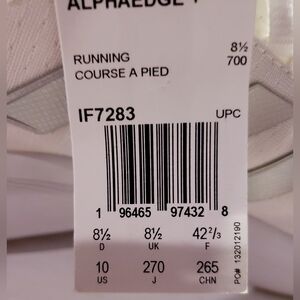 ALPHAEDGE +
RUNNING 8½
COURSE A PIED 700
IF7283 UPC
1 96465 97432 8
8½ 8½ 42⅔
D UK F
10 270 265
US J CHN
PC# 132012190